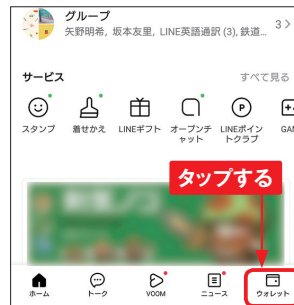 グループ
矢野明希, 坂本友里, LINE英語通訳 (3), 鉄道... 3 >
サービス すべて見る
スタンプ 着せかえ LINEギフト オープンチャット LINEポイントクラブ GA
タップする
ホーム トーク VOOM ニュース ウォレット